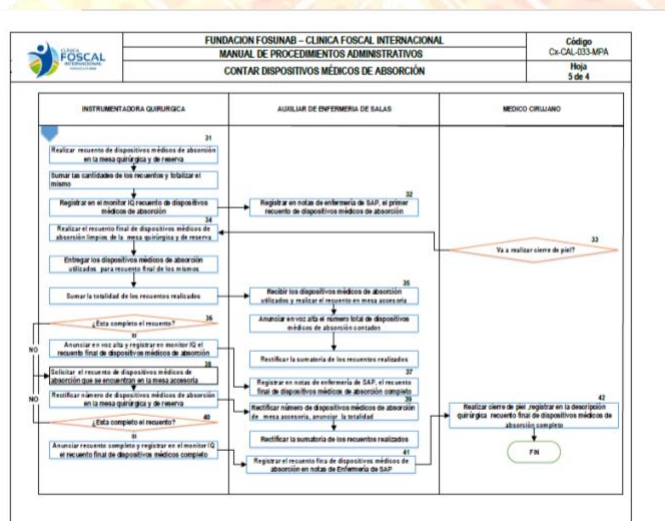 FUNDACION FOSUNAB – CLINICA FOSCAL INTERNACIONAL
MANUAL DE PROCEDIMIENTOS ADMINISTRATIVOS
CONTAR DISPOSITIVOS MÉDICOS DE ABSORCIÓN
Código
Cx-CAL-033-MPA
Hoja
5 de 4
CLÍNICA
FOSCAL
INTERNACIONAL
INSTRUMENTADORA QUIRURGICA
AUXILIAR DE ENFERMERIA DE SALAS
MEDICO CIRUJANO
31
Realizar recuento de dispositivos médicos de absorción
en la mesa quirúrgica y de reserva
Sumar las cantidades de los recuentos y totalizar el
mismo
Registrar en el monitor IQ recuento de dispositivos
médicos de absorción
32
Registrar en notas de enfermería de SAP, el primer
recuento de dispositivos médicos de absorción
33
Va a realizar cierre de piel?
34
Realizar el recuento final de dispositivos médicos de
absorción limpios de la mesa quirúrgica y de reserva
Entregar los dispositivos médicos de absorción
utilizados para recuento final de los mismos
Sumar la totalidad de los recuentos realizados
35
Recibir los dispositivos médicos de absorción
utilizados y realizar el recuento en mesa accesoria
Anunciar en voz alta el número total de dispositivos
médicos de absorción contados
Rectificar la sumatoria de los recuentos realizados
36
¿Esta completo el recuento?
SI
NO
Anunciar en voz alta y registrar en monitor IQ el
recuento final de dispositivos médicos de absorción
37
Registrar en notas de enfermería de SAP, el recuento
final de dispositivos médicos de absorción completo
38
Solicitar el recuento de dispositivos médicos de
absorción que se encuentran en la mesa accesoria
Rectificar número de dispositivos médicos de absorción
en la mesa quirúrgica y de reserva
39
Rectificar número de dispositivos médicos de absorción
de mesa accesoria, anunciar la totalidad
Rectificar la sumatoria de los recuentos realizados
40
¿Esta completo el recuento?
NO
SI
Anunciar recuento completo y registrar en el monitor IQ
el recuento final de dispositivos médicos completo
41
Registrar el recuento fina de dispositivos médicos de
absorción en notas de Enfermería de SAP
42
Realizar cierre de piel ,registrar en la descripción
quirúrgica recuento final de dispositivos médicos de
absorción completo
FIN